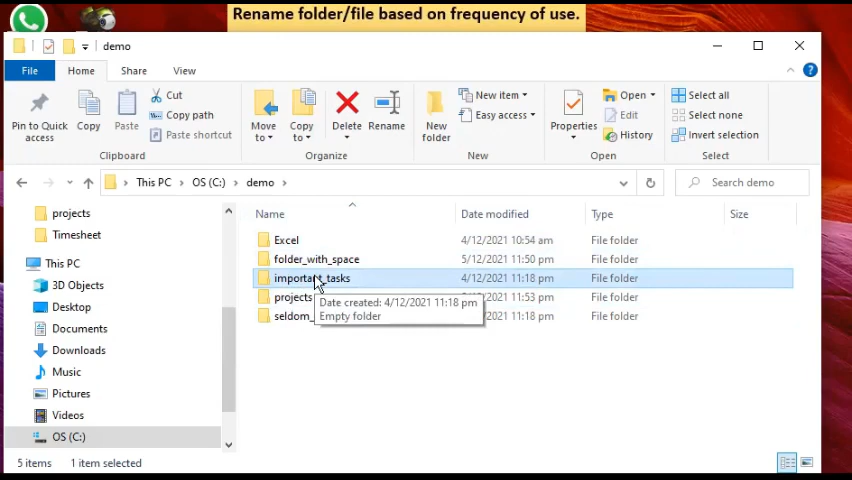 Rename folder/file based on frequency of use.
demo
File Home Share View
Pin to Quick access
Copy
Paste
Cut
Copy path
Paste shortcut
Clipboard
Move to
Copy to
Delete
Rename
Organize
New folder
New item
Easy access
New
Properties
Open
Edit
History
Open
Select all
Select none
Invert selection
Select
This PC > OS (C:) > demo >
Search demo
projects
Timesheet
This PC
3D Objects
Desktop
Documents
Downloads
Music
Pictures
Videos
OS (C:)
Name Date modified Type Size
Excel 4/12/2021 10:54 am File folder
folder_with_space 5/12/2021 11:50 pm File folder
important_tasks 4/12/2021 11:18 pm File folder
projects /2021 11:53 pm File folder
seldom_ /2021 11:18 pm File folder
Date created: 4/12/2021 11:18 pm
Empty folder
5 items 1 item selected